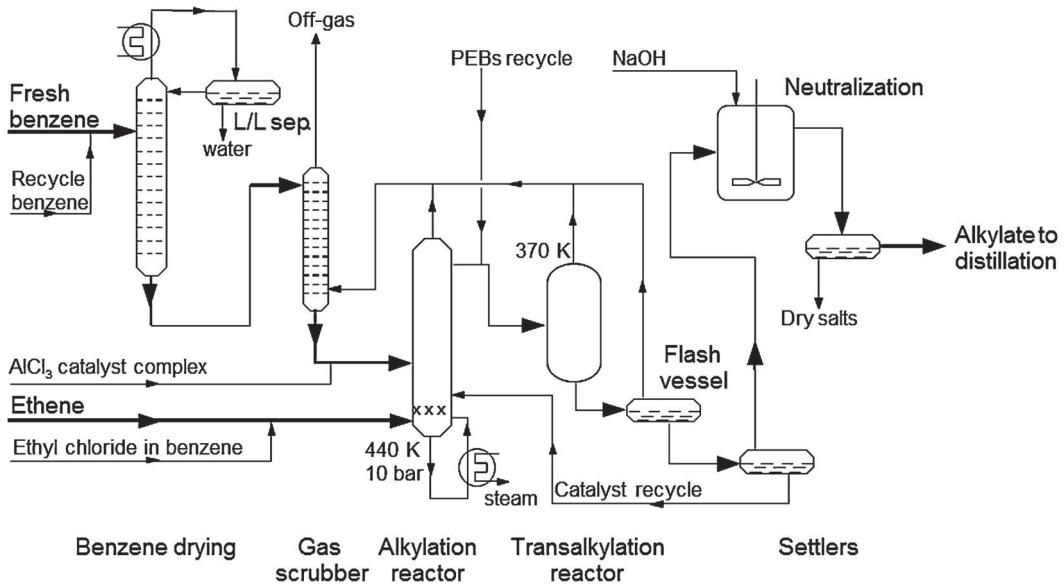 Off-gas
PEBs recycle
NaOH
Neutralization
Fresh
benzene
L/L sep.
water
Recycle
benzene
370 K
Alkylate to
distillation
Dry salts
AlCl₃ catalyst complex
Flash
vessel
Ethene
xxx
Ethyl chloride in benzene
440 K
10 bar
steam
Catalyst recycle
Benzene drying
Gas
scrubber
Alkylation
reactor
Transalkylation
reactor
Settlers